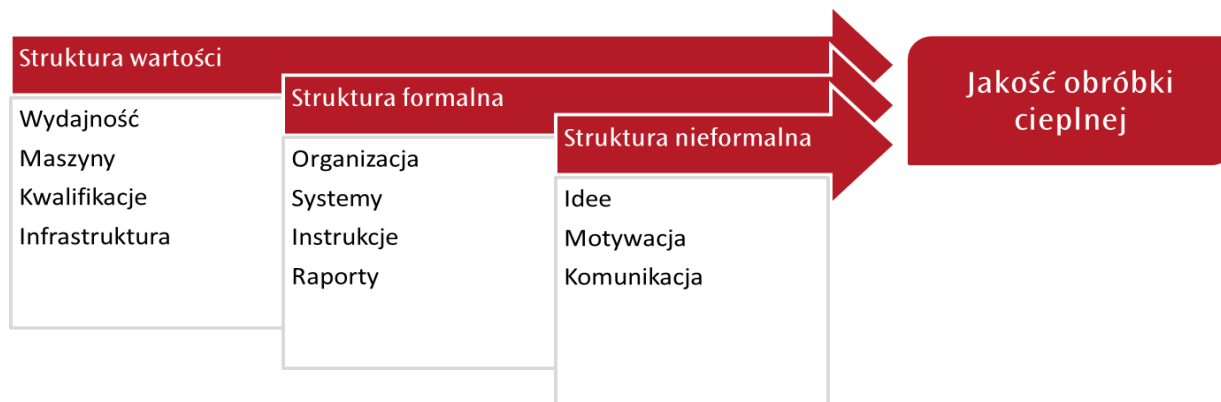 Struktura wartości
Wydajność
Maszyny
Kwalifikacje
Infrastruktura
Struktura formalna
Organizacja
Systemy
Instrukcje
Raporty
Struktura nieformalna
Idee
Motywacja
Komunikacja
Jakość obróbki
cieplnej